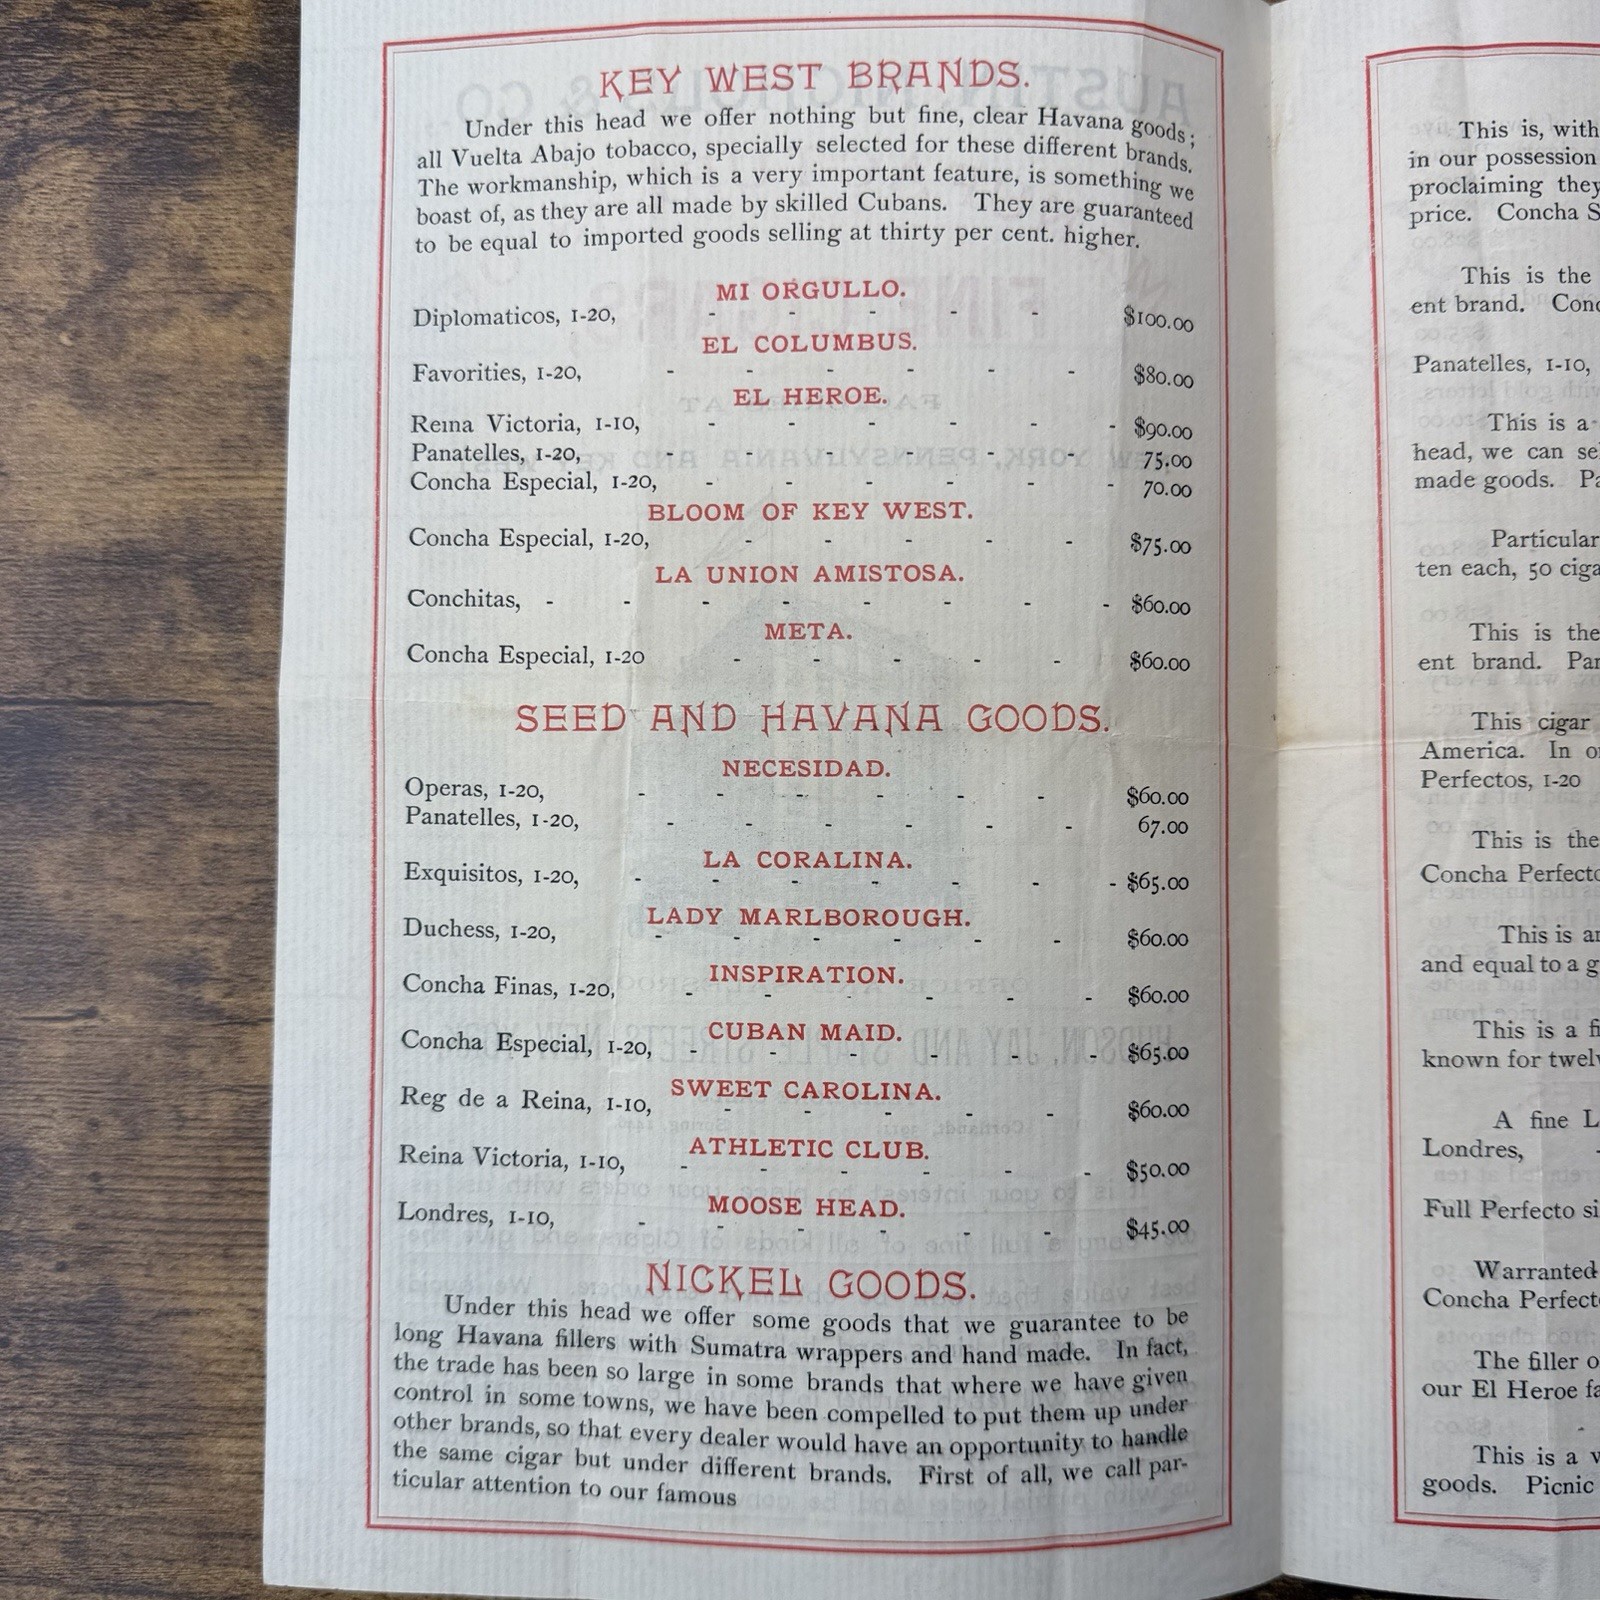 KEY WEST BRANDS.
Under this head we offer nothing but fine, clear Havana goods;
all Vuelta Abajo tobacco, specially selected for these different brands.
The workmanship, which is a very important feature, is something we
boast of, as they are all made by skilled Cubans. They are guaranteed
to be equal to imported goods selling at thirty per cent. higher.
MI ORGULLO.
Diplomaticos, 1-20, - - - - - $100.00
EL COLUMBUS.
Favorities, 1-20, - - - - - - $80.00
EL HEROE.
Reina Victoria, 1-10, - - - - - - $90.00
Panatelles, 1-20, - - - - - - 75.00
Concha Especial, 1-20, - - - - - - 70.00
BLOOM OF KEY WEST.
Concha Especial, 1-20, - - - - - $75.00
LA UNION AMISTOSA.
Conchitas, - - - - - - - - $60.00
META.
Concha Especial, 1-20 - - - - - $60.00
SEED AND HAVANA GOODS.
NECESIDAD.
Operas, 1-20, - - - - - - $60.00
Panatelles, 1-20, - - - - - - 67.00
LA CORALINA.
Exquisitos, 1-20, - - - - - - - $65.00
LADY MARLBOROUGH.
Duchess, 1-20, - - - - - - $60.00
INSPIRATION.
Concha Finas, 1-20, - - - - - - $60.00
CUBAN MAID.
Concha Especial, 1-20, - - - - - - $65.00
SWEET CAROLINA.
Reg de a Reina, 1-10, - - - - - $60.00
ATHLETIC CLUB.
Reina Victoria, 1-10, - - - - - - $50.00
MOOSE HEAD.
Londres, 1-10, - - - - - - $45.00
NICKEL GOODS.
Under this head we offer some goods that we guarantee to be
long Havana fillers with Sumatra wrappers and hand made. In fact,
the trade has been so large in some brands that where we have given
control in some towns, we have been compelled to put them up under
other brands, so that every dealer would have an opportunity to handle
the same cigar but under different brands. First of all, we call par-
ticular attention to our famous
This is, with
in our possession
proclaiming they
price. Concha S
This is the
ent brand. Conc
Panatelles, 1-10,
This is a
head, we can se
made goods. Pa
Particular
ten each, 50 ciga
This is the
ent brand. Par
This cigar
America. In o
Perfectos, 1-20
This is the
Concha Perfecto
This is an
and equal to a g
This is a fi
known for twelv
A fine L
Londres, -
Full Perfecto si
Warranted
Concha Perfecto
The filler o
our El Heroe fa
This is a v
goods. Picnic